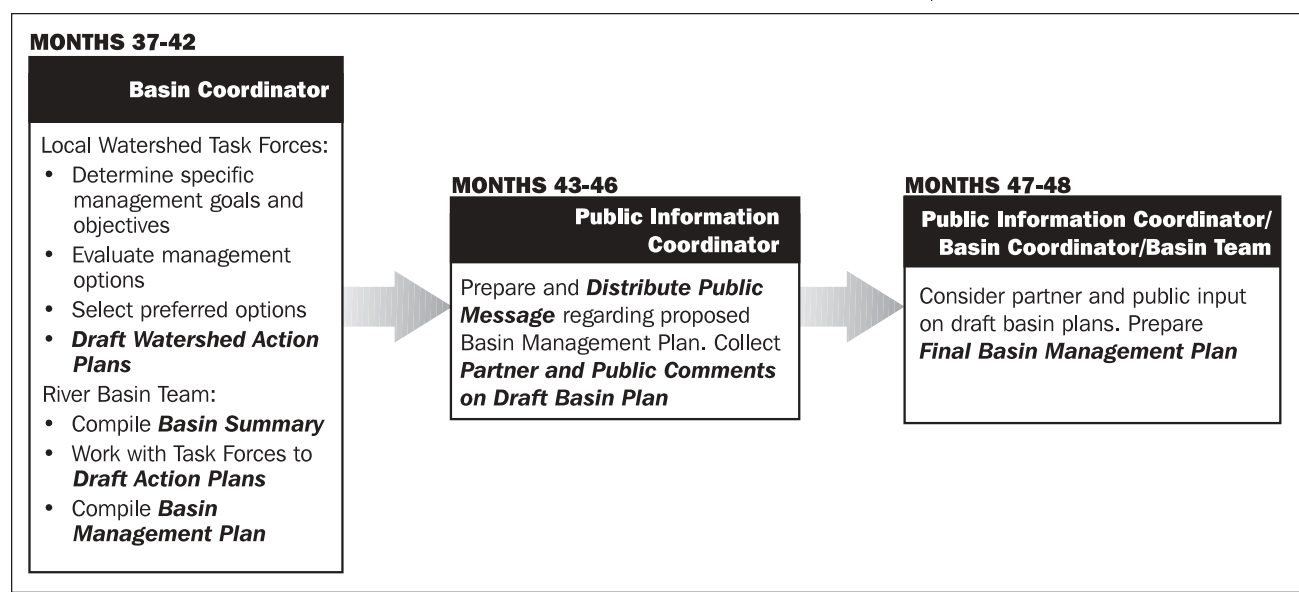 MONTHS 37-42
Basin Coordinator
Local Watershed Task Forces:
• Determine specific
management goals and
objectives
• Evaluate management
options
• Select preferred options
• Draft Watershed Action
Plans
River Basin Team:
• Compile Basin Summary
• Work with Task Forces to
Draft Action Plans
• Compile Basin
Management Plan
MONTHS 43-46
Public Information
Coordinator
Prepare and Distribute Public
Message regarding proposed
Basin Management Plan. Collect
Partner and Public Comments
on Draft Basin Plan
MONTHS 47-48
Public Information Coordinator/
Basin Coordinator/Basin Team
Consider partner and public input
on draft basin plans. Prepare
Final Basin Management Plan